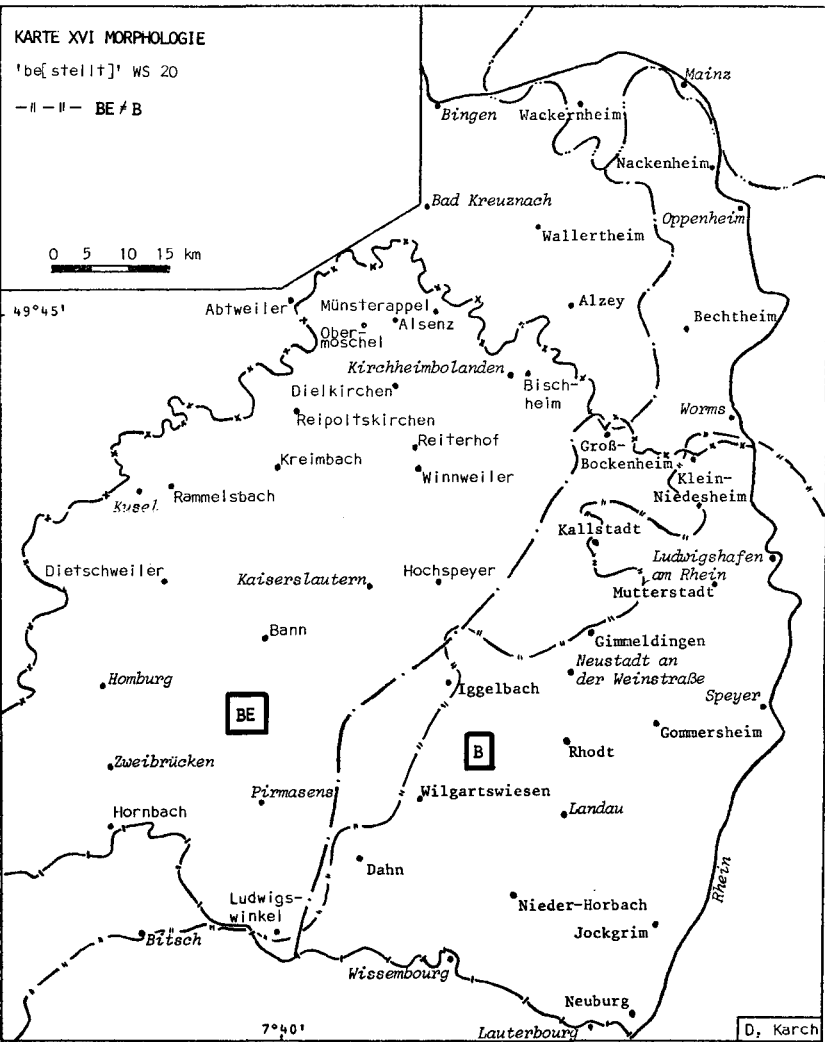 KARTE XVI MORPHOLOGIE
'be[stellt]' WS 20
BE ≠ B
0 5 10 15 km
Mainz
Bingen
Wackernheim
Nackenheim
Bad Kreuznach
Oppenheim
Wallertheim
49°45'
Abtweiler
Münsterappel
Alzey
Ober-
moschel
Alsenz
Bechtheim
Kirchheimbolanden
Bisch-
heim
Dielkirchen
Reipoltskirchen
Worms
Reiterhof
Groß-
Bockenheim
Kreimbach
Winnweiler
Klein-
Niedesheim
Kusel
Rammelsbach
Kallstadt
Ludwigshafen
am Rhein
Dietschweiler
Kaiserslautern
Hochspeyer
Mutterstadt
Bann
Gimmeldingen
Neustadt an
der Weinstraße
Homburg
Iggelbach
Speyer
BE
B
Gommersheim
Rhodt
Zweibrücken
Pirmasens
Wilgartswiesen
Landau
Hornbach
Dahn
Rhein
Ludwigs-
winkel
Nieder-Horbach
Bitsch
Jockgrim
Wissembourg
Neuburg
7°40'
Lauterbourg
D. Karch